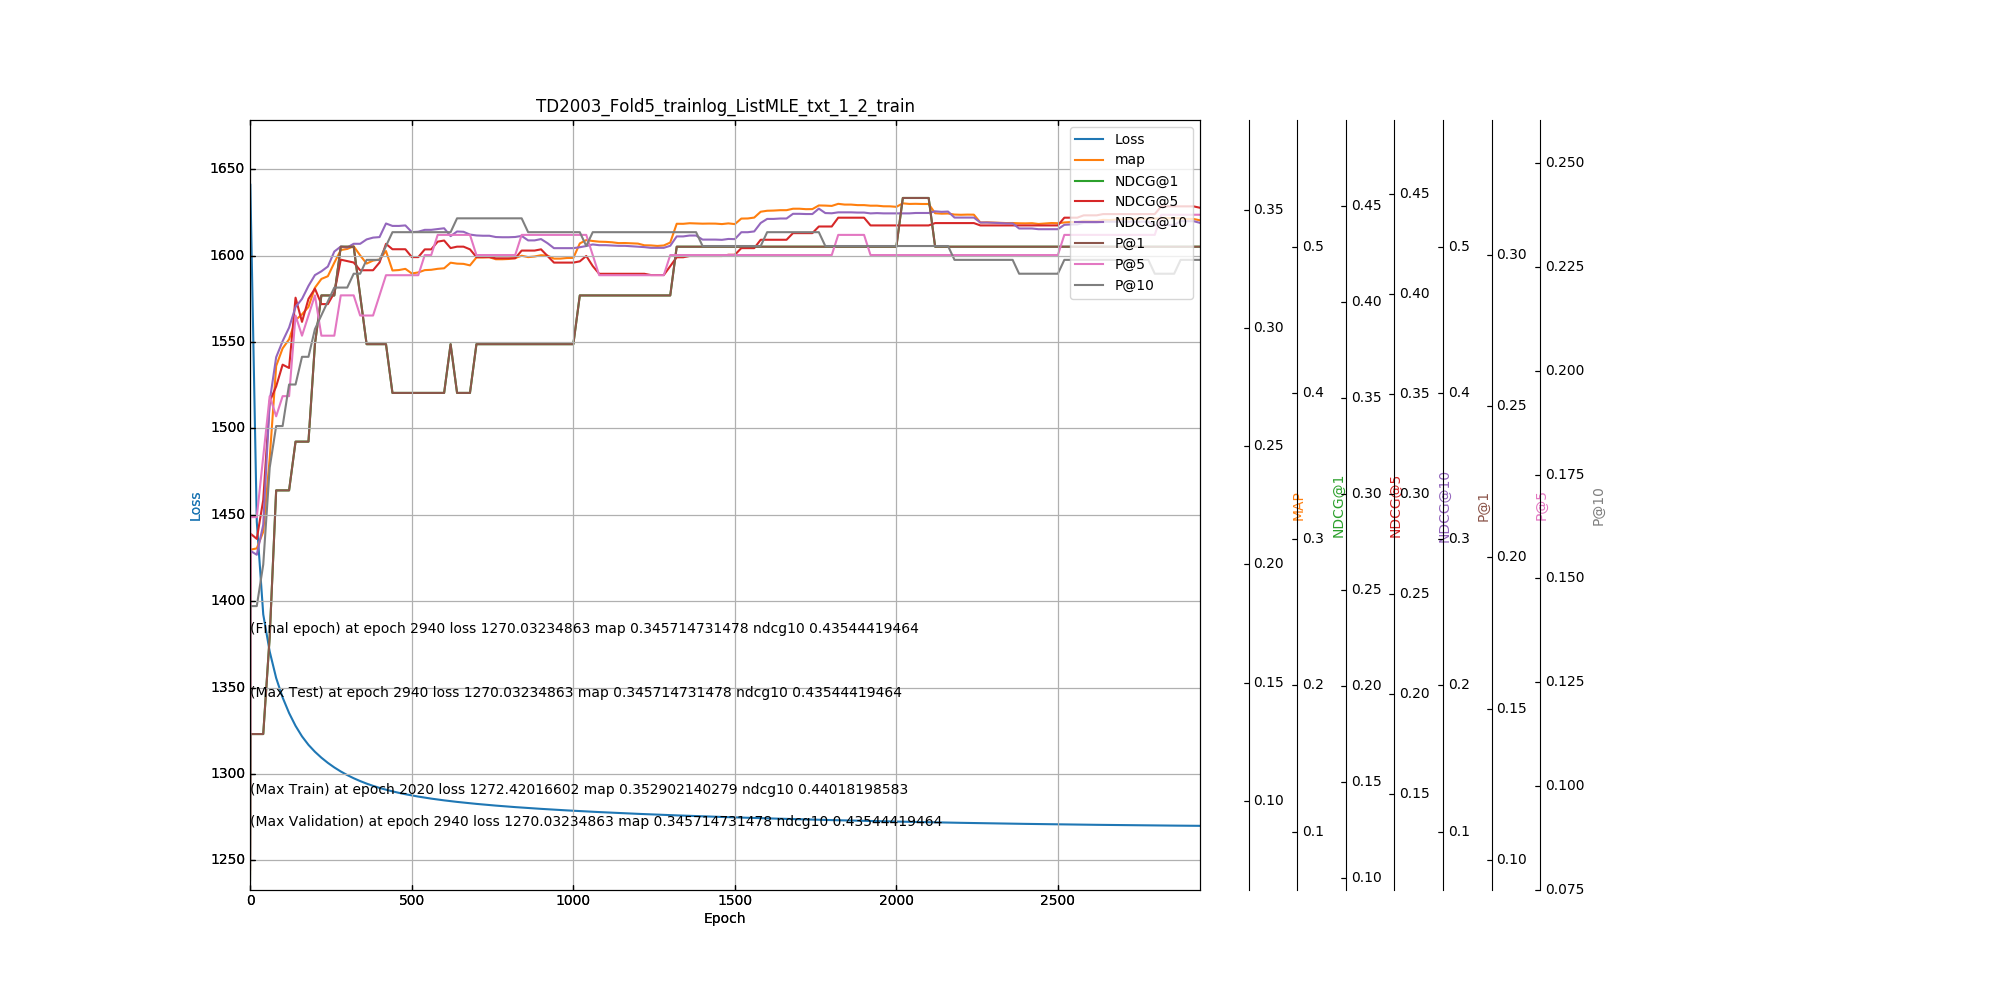 TD2003_Fold5_trainlog_ListMLE_txt_1_2_train
Loss
map
NDCG@1
NDCG@5
NDCG@10
P@1
P@5
P@10
1650
1600
1550
1500
1450
1400
1350
1300
1250
Loss
(Final epoch) at epoch 2940 loss 1270.03234863 map 0.345714731478 ndcg10 0.43544419464
(Max Test) at epoch 2940 loss 1270.03234863 map 0.345714731478 ndcg10 0.43544419464
(Max Train) at epoch 2020 loss 1272.42016602 map 0.352902140279 ndcg10 0.44018198583
(Max Validation) at epoch 2940 loss 1270.03234863 map 0.345714731478 ndcg10 0.43544419464
0 500 1000 1500 2000 2500
Epoch
0.35
0.30
0.25
0.20
0.15
0.10
MAP
0.5
0.4
0.3
0.2
0.1
NDCG@1
0.45
0.40
0.35
0.30
0.25
0.20
0.15
0.10
NDCG@5
0.45
0.40
0.35
0.30
0.25
0.20
0.15
NDCG@10
0.5
0.4
0.3
0.2
0.1
P@1
0.30
0.25
0.20
0.15
0.10
P@5
0.250
0.225
0.200
0.175
0.150
0.125
0.100
0.075
P@10